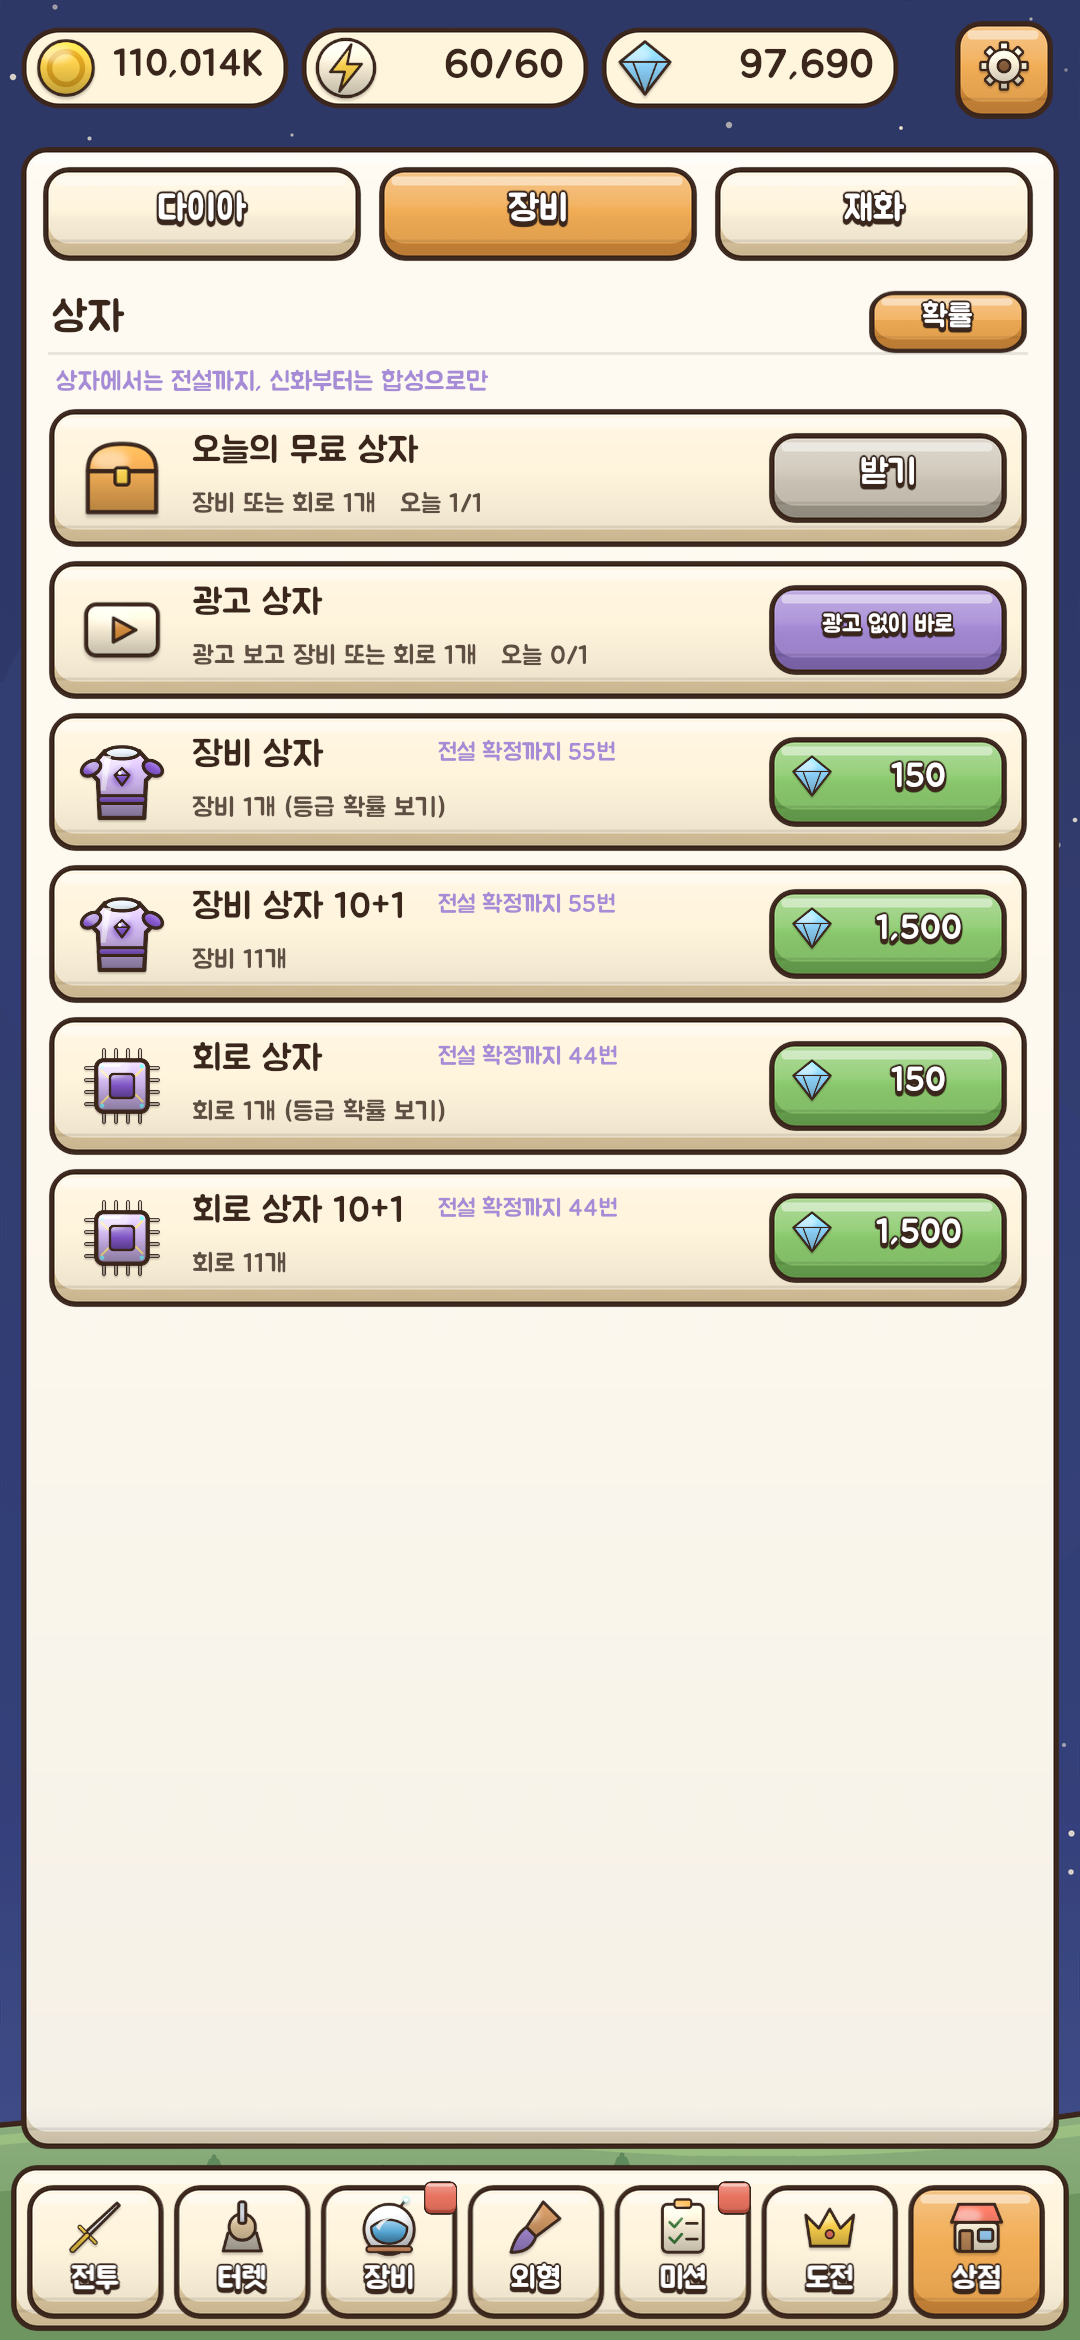 110,014K
60/60
97,690
다이아
장비
재화
상자
확률
상자에서는 전설까지, 신화부터는 합성으로만
오늘의 무료 상자
장비 또는 회로 1개 오늘 1/1
받기
광고 상자
광고 보고 장비 또는 회로 1개 오늘 0/1
광고 없이 바로
장비 상자
전설 확정까지 55번
장비 1개 (등급 확률 보기)
150
장비 상자 10+1
전설 확정까지 55번
장비 11개
1,500
회로 상자
전설 확정까지 44번
회로 1개 (등급 확률 보기)
150
회로 상자 10+1
전설 확정까지 44번
회로 11개
1,500
전투
터렛
장비
외형
미션
도전
상점